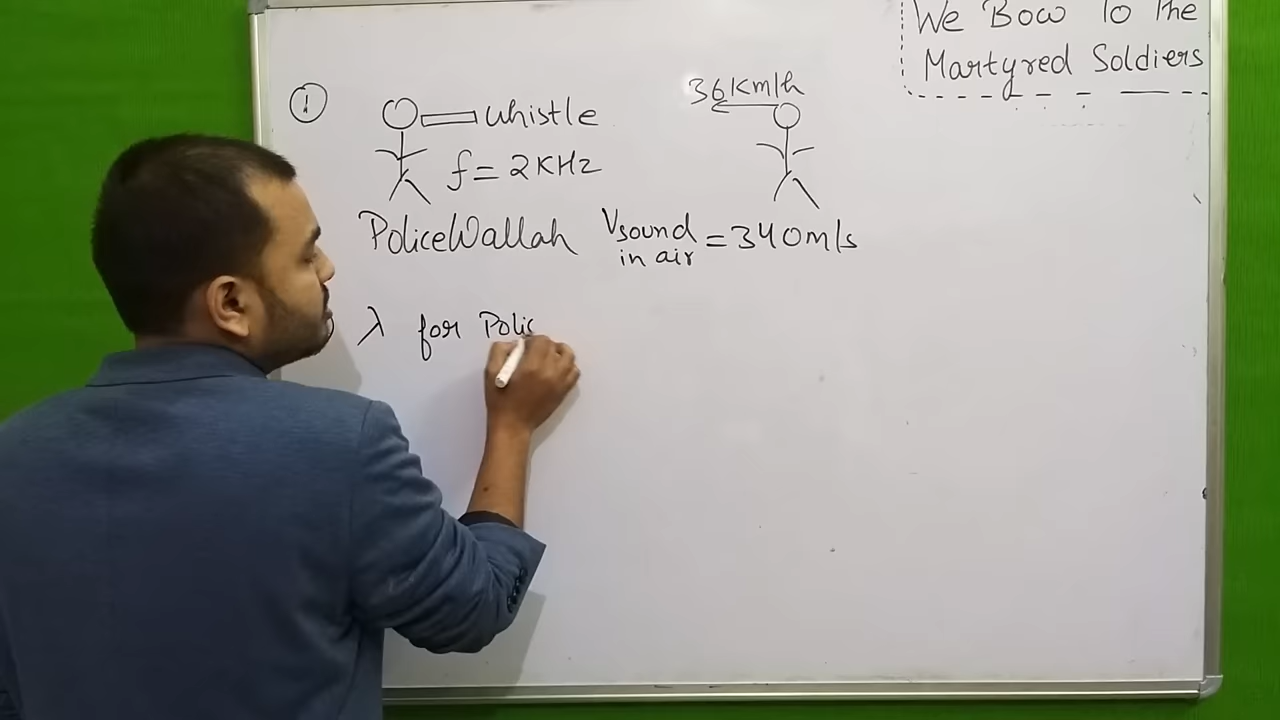 We Bow To The
Martyred Soldiers
1
whistle
36 Km/h
f = 2 KHz
PoliceWallah
Vsound in air = 340 m/s
λ for Polic